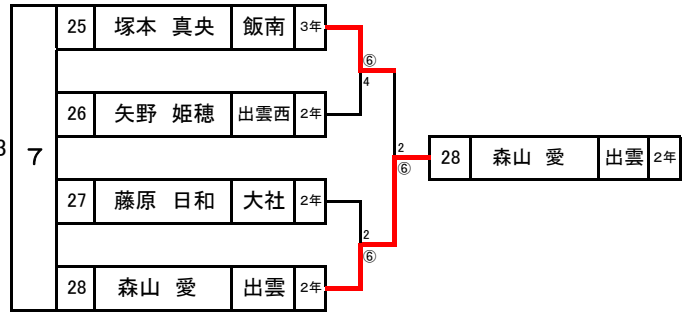 25 塚本 真央 飯南 3年
⑥
4
26 矢野 姫穂 出雲西 2年
7
2
⑥
28 森山 愛 出雲 2年
27 藤原 日和 大社 2年
2
⑥
28 森山 愛 出雲 2年